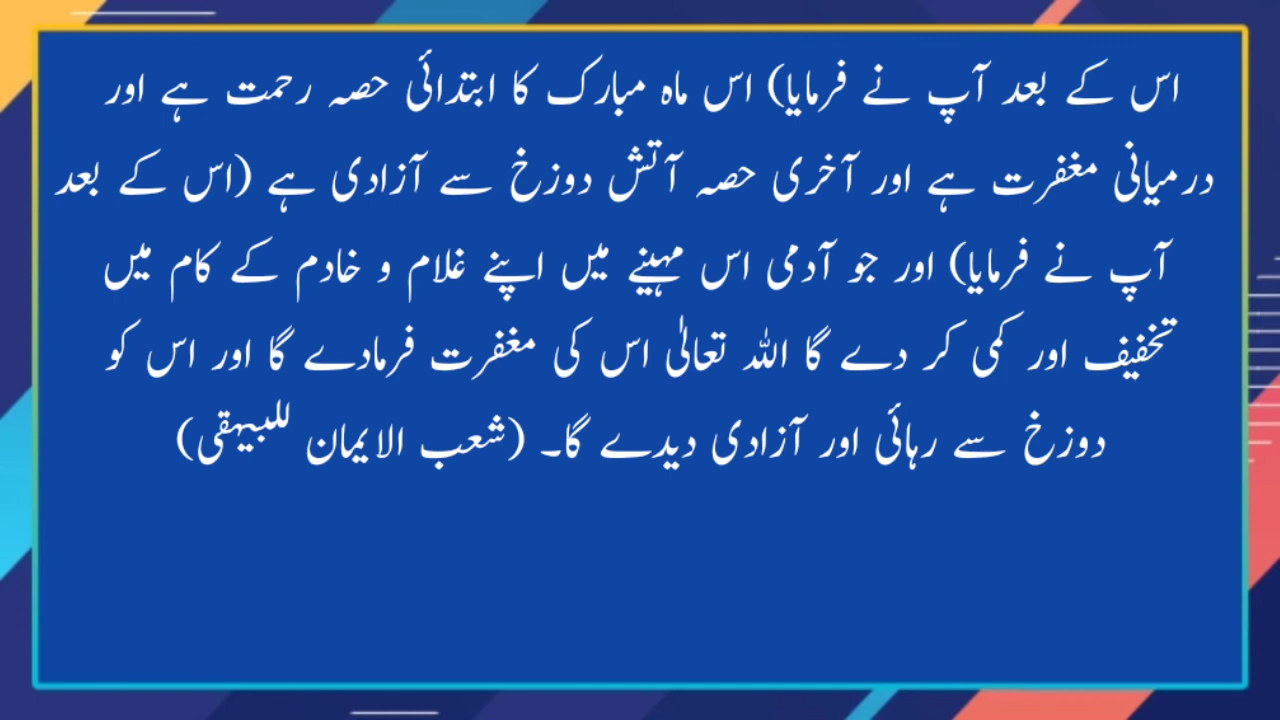 اس کے بعد آپ نے فرمایا) اس ماہ مبارک کا ابتدائی حصہ رحمت ہے اور
درمیانی مغفرت ہے اور آخری حصہ آتش دوزخ سے آزادی ہے (اس کے بعد
آپ نے فرمایا) اور جو آدمی اس مہینے میں اپنے غلام و خادم کے کام میں
تخفیف اور کمی کر دے گا اللہ تعالیٰ اس کی مغفرت فرمادے گا اور اس کو
دوزخ سے رہائی اور آزادی دیدے گا۔ (شعب الایمان للبیہقی)